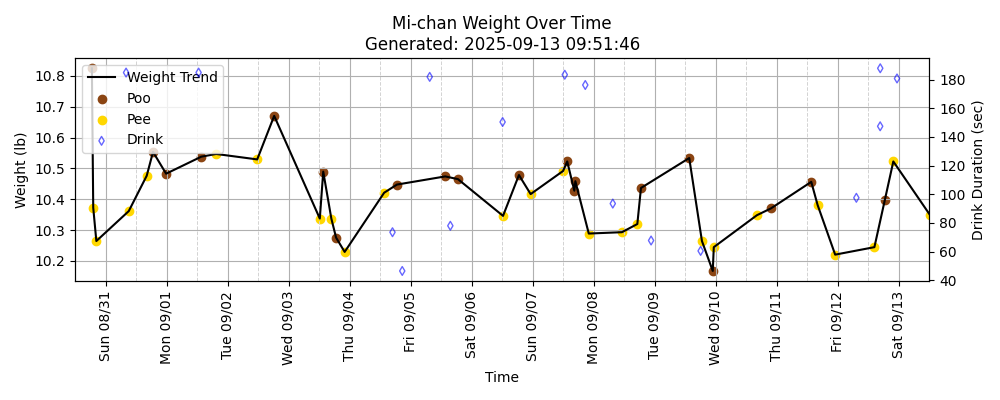 Mi-chan Weight Over Time
Generated: 2025-09-13 09:51:46
Weight (lb)
10.8
10.7
10.6
10.5
10.4
10.3
10.2
Weight Trend
Poo
Pee
Drink
180
160
140
120
100
80
60
40
Drink Duration (sec)
Sun 08/31
Mon 09/01
Tue 09/02
Wed 09/03
Thu 09/04
Fri 09/05
Sat 09/06
Sun 09/07
Mon 09/08
Tue 09/09
Wed 09/10
Thu 09/11
Fri 09/12
Sat 09/13
Time